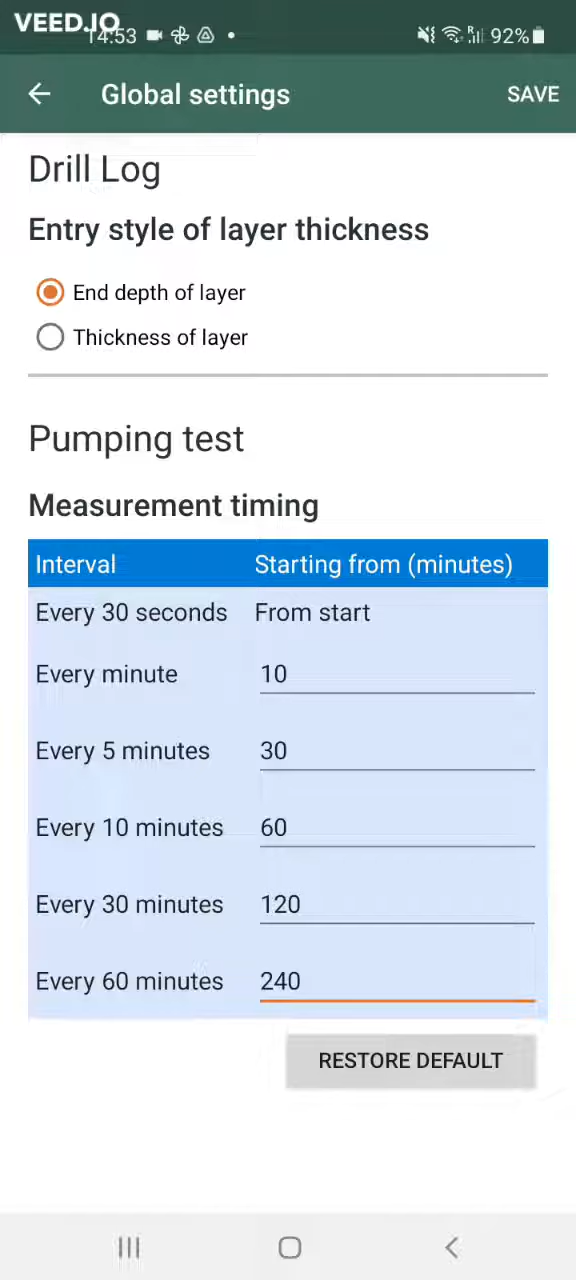 VEED.IO
14:53 92%
Global settings SAVE
Drill Log
Entry style of layer thickness
End depth of layer
Thickness of layer
Pumping test
Measurement timing
Interval Starting from (minutes)
Every 30 seconds From start
Every minute 10
Every 5 minutes 30
Every 10 minutes 60
Every 30 minutes 120
Every 60 minutes 240
RESTORE DEFAULT